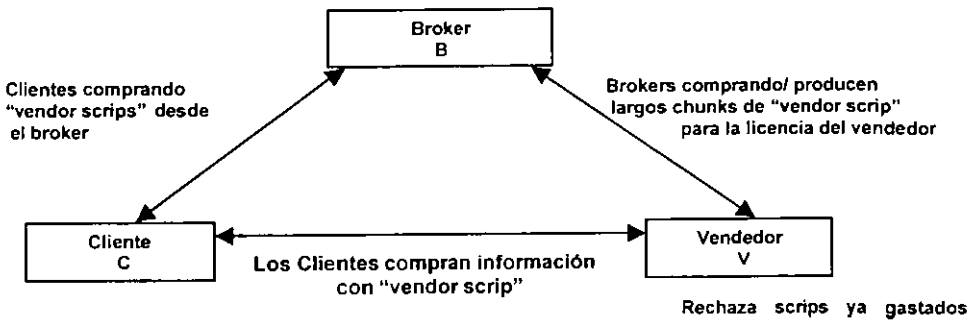 Broker
B
Clientes comprando
"vendor scrips" desde
el broker
Brokers comprando/ producen
largos chunks de "vendor scrip"
para la licencia del vendedor
Cliente
C
Los Clientes compran información
con "vendor scrip"
Vendedor
V
Rechaza scrips ya gastados